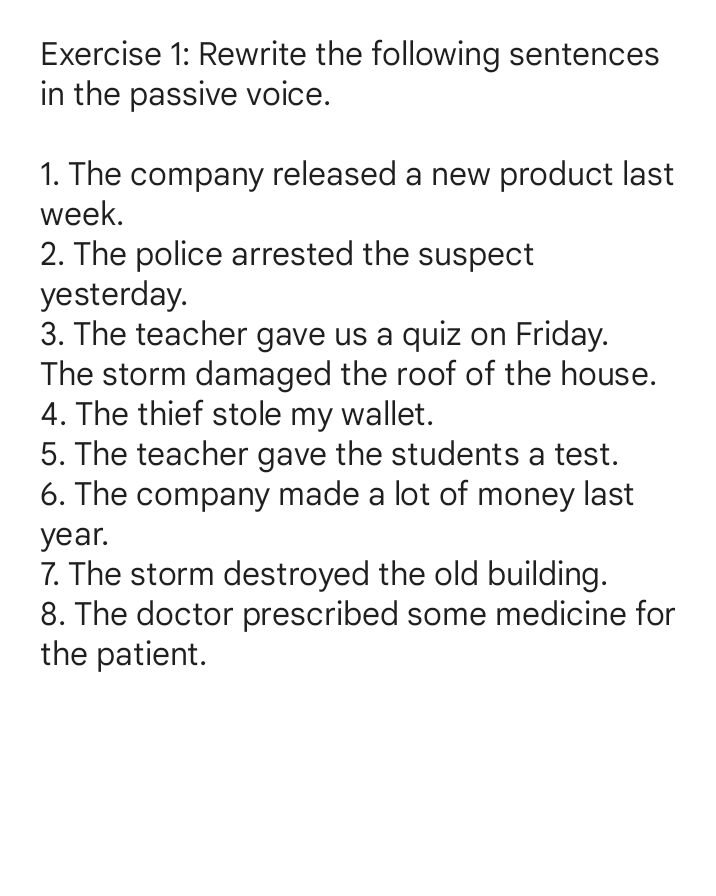 Exercise 1: Rewrite the following sentences
in the passive voice.
1. The company released a new product last
week.
2. The police arrested the suspect
yesterday.
3. The teacher gave us a quiz on Friday.
The storm damaged the roof of the house.
4. The thief stole my wallet.
5. The teacher gave the students a test.
6. The company made a lot of money last
year.
7. The storm destroyed the old building.
8. The doctor prescribed some medicine for
the patient.